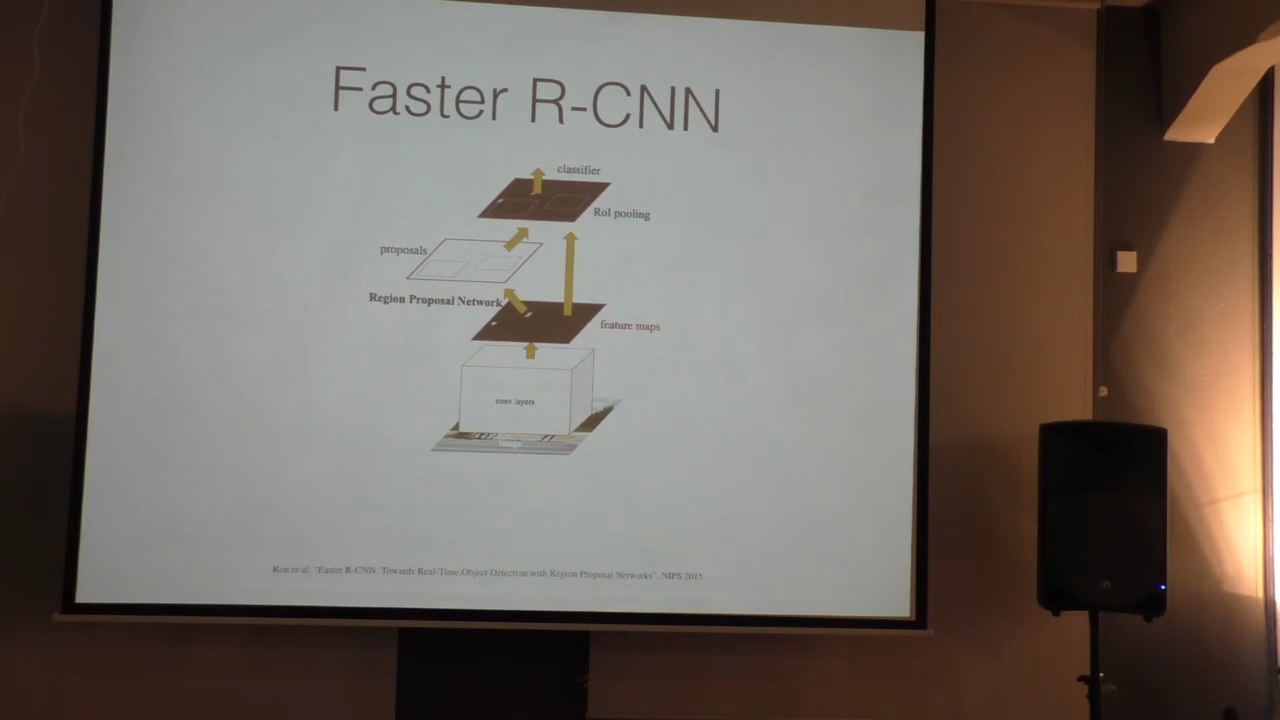 Faster R-CNN
classifier
RoI pooling
proposals
Region Proposal Network
feature maps
conv layers
Ren et al, "Faster R-CNN: Towards Real-Time Object Detection with Region Proposal Networks", NIPS 2015